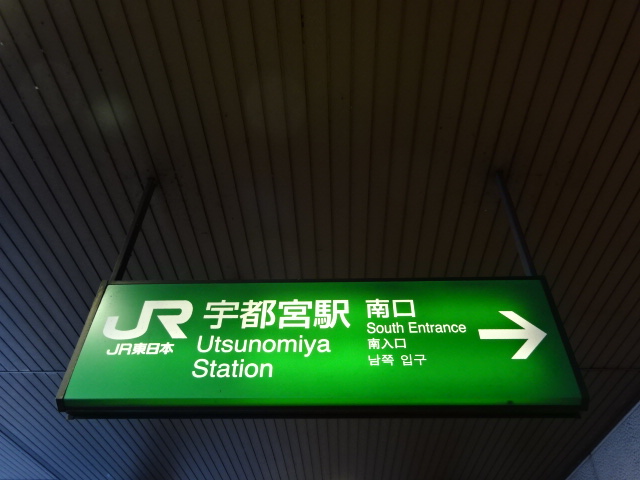 JR
JR東日本
宇都宮駅
Utsunomiya
Station
南口
South Entrance
南入口
남쪽 입구